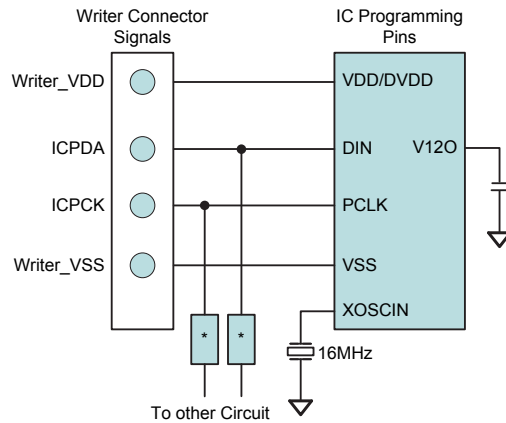 Writer Connector
Signals
IC Programming
Pins
Writer_VDD
VDD/DVDD
ICPDA
DIN
V12O
ICPCK
PCLK
Writer_VSS
VSS
XOSCIN
*
*
16MHz
To other Circuit